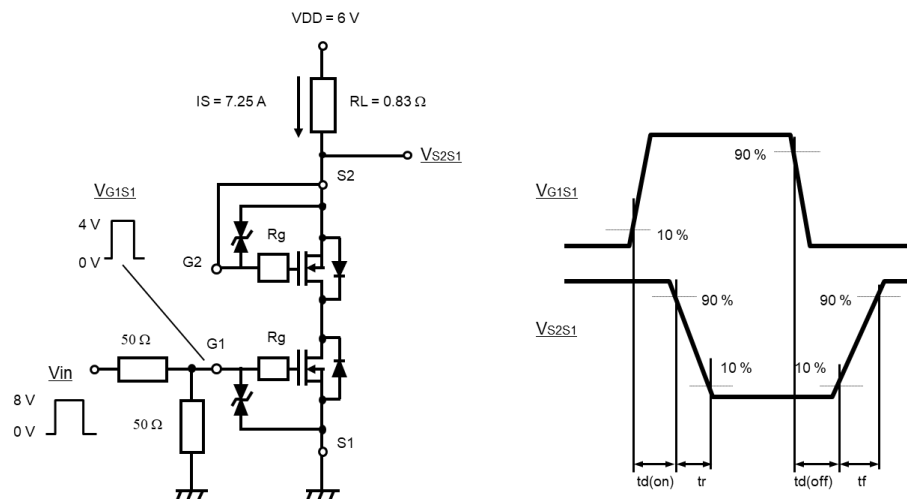 VDD = 6 V
IS = 7.25 A
RL = 0.83 Ω
VS2S1
S2
VG1S1
4 V
0 V
Rg
G2
50 Ω
G1
Rg
Vin
8 V
0 V
50 Ω
S1
90 %
VG1S1
10 %
90 %
90 %
VS2S1
10 %
10 %
td(on)
tr
td(off)
tf